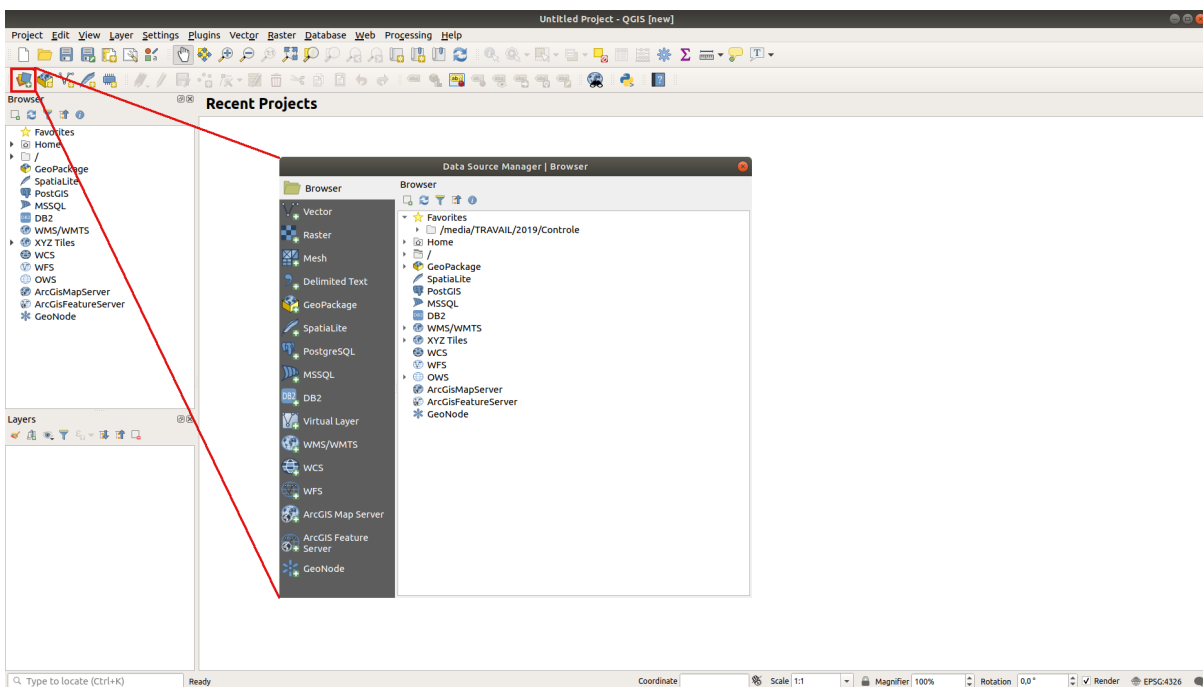 Untitled Project - QGIS [new]
Project Edit View Layer Settings Plugins Vector Raster Database Web Processing Help
Browser
Favorites
Home
/
GeoPackage
SpatiaLite
PostGIS
MSSQL
DB2
WMS/WMTS
XYZ Tiles
WCS
WFS
OWS
ArcGisMapServer
ArcGisFeatureServer
GeoNode
Layers
Recent Projects
Data Source Manager | Browser
Browser
Vector
Raster
Mesh
Delimited Text
GeoPackage
SpatiaLite
PostgreSQL
MSSQL
DB2
Virtual Layer
WMS/WMTS
WCS
WFS
ArcGIS Map Server
ArcGIS Feature
Server
GeoNode
Browser
Favorites
/media/TRAVAIL/2019/Controle
Home
/
GeoPackage
SpatiaLite
PostGIS
MSSQL
DB2
WMS/WMTS
XYZ Tiles
WCS
WFS
OWS
ArcGisMapServer
ArcGisFeatureServer
GeoNode
Type to locate (Ctrl+K) Ready Coordinate Scale 1:1 Magnifier 100% Rotation 0,0 ° Render EPSG:4326